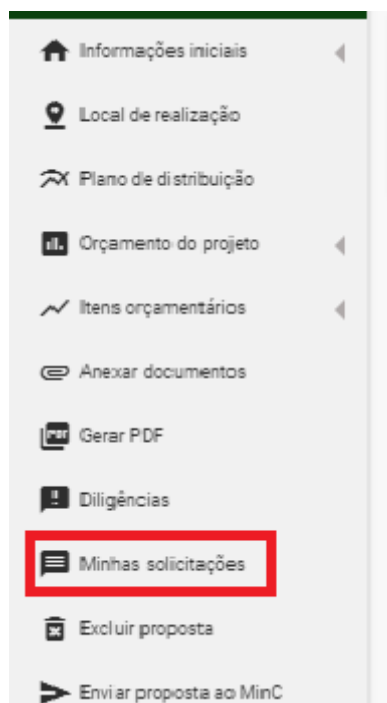 Informações iniciais
Local de realização
Plano de distribuição
Orçamento do projeto
Itens orçamentários
Anexar documentos
Gerar PDF
Diligências
Minhas solicitações
Excluir proposta
Enviar proposta ao MinC